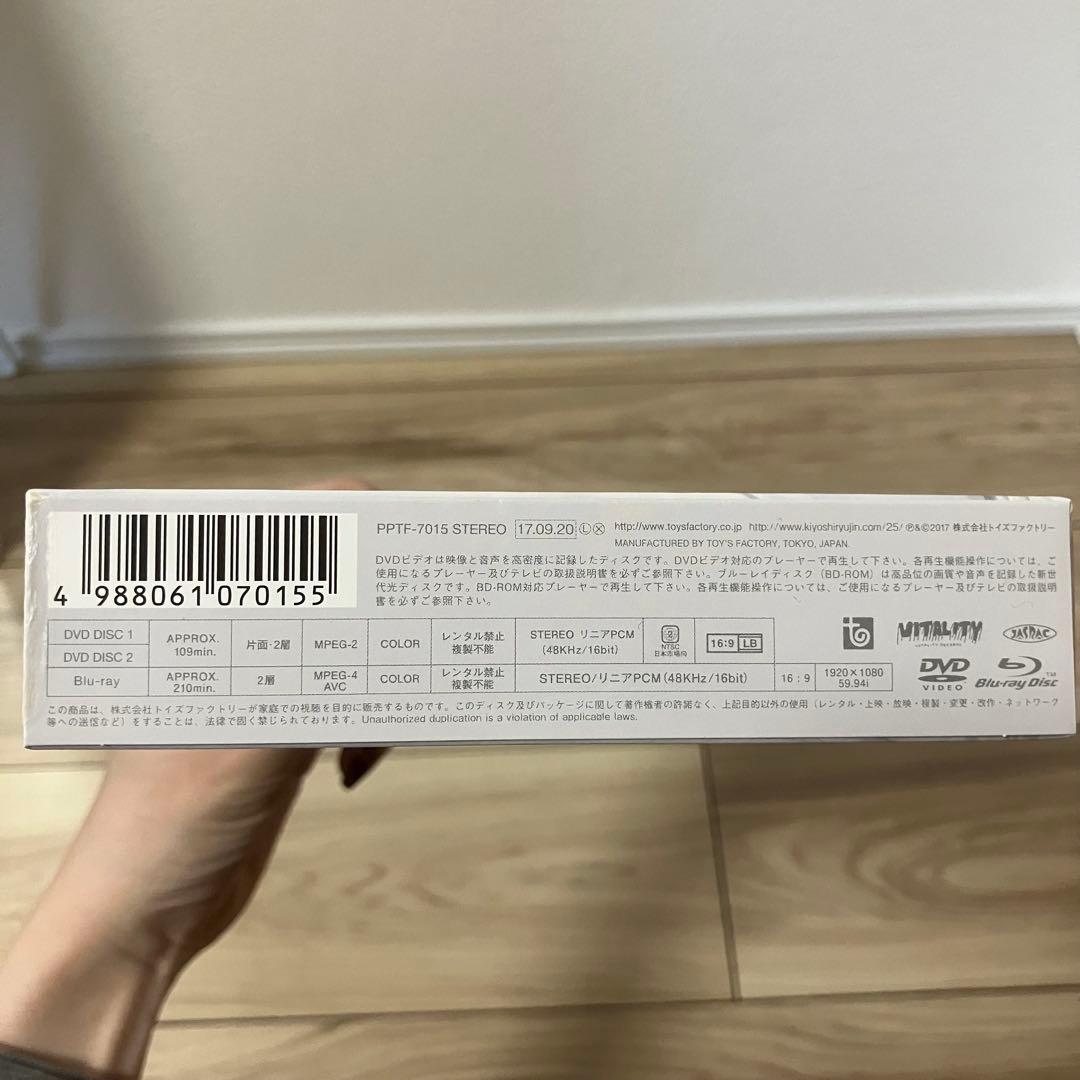 PPTF-7015 STEREO 17.09.20 Ⓛ http://www.toysfactory.co.jp http://www.kiyoshiryujin.com/25/ ℗&©2017 株式会社トイズファクトリー
MANUFACTURED BY TOY'S FACTORY, TOKYO, JAPAN.
DVDビデオは映像と音声を高密度に記録したディスクです。DVDビデオ対応のプレーヤーで再生して下さい。各再生機能操作については、ご
使用になるプレーヤー及びテレビの取扱説明書を必ずご参照下さい。ブルーレイディスク(BD-ROM)は高品位の画質や音声を記録した新世
代光ディスクです。BD-ROM対応プレーヤーで再生して下さい。各再生機能操作については、ご使用になるプレーヤー及びテレビの取扱説明
書を必ずご参照下さい。
4 988061 070155
DVD DISC 1
DVD DISC 2
APPROX.
109min.
片面·2層
MPEG-2
COLOR
レンタル禁止
複製不能
STEREO リニアPCM
(48KHz/16bit)
2
NTSC
日本市場向
16:9 LB
Blu-ray
APPROX.
210min.
2層
MPEG-4
AVC
COLOR
レンタル禁止
複製不能
STEREO/リニアPCM(48KHz/16bit)
16:9
1920×1080
59.94i
VITALITY
JASRAC
DVD
VIDEO
Blu-ray Disc™
この商品は、株式会社トイズファクトリーが家庭での視聴を目的に販売するものです。このディスク及びパッケージに関して著作権者の許諾なく、上記目的以外の使用(レンタル・上映・放映・複製・変更・改作・ネットワーク
等への送信など)をすることは、法律で固く禁じられております。Unauthorized duplication is a violation of applicable laws.